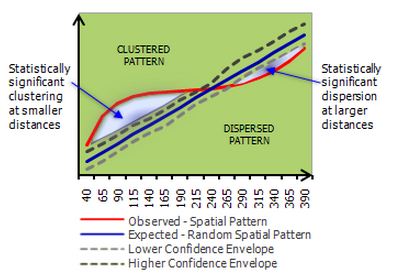 CLUSTERED
PATTERN
Statistically
significant
clustering
at smaller
distances
Statistically
significant
dispersion
at larger
distances
DISPERSED
PATTERN
40 65 90 115 140 165 190 215 240 265 290 315 340 365 390
Observed - Spatial Pattern
Expected - Random Spatial Pattern
Lower Confidence Envelope
Higher Confidence Envelope